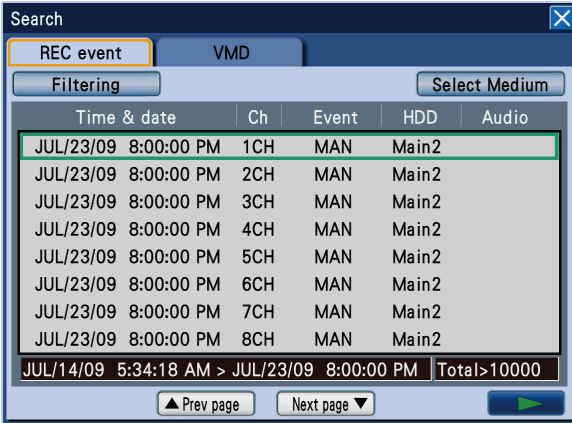 Search
REC event VMD
Filtering Select Medium
Time & date Ch Event HDD Audio
JUL/23/09 8:00:00 PM 1CH MAN Main2
JUL/23/09 8:00:00 PM 2CH MAN Main2
JUL/23/09 8:00:00 PM 3CH MAN Main2
JUL/23/09 8:00:00 PM 4CH MAN Main2
JUL/23/09 8:00:00 PM 5CH MAN Main2
JUL/23/09 8:00:00 PM 6CH MAN Main2
JUL/23/09 8:00:00 PM 7CH MAN Main2
JUL/23/09 8:00:00 PM 8CH MAN Main2
JUL/14/09 5:34:18 AM > JUL/23/09 8:00:00 PM Total>10000
▲ Prev page Next page ▼